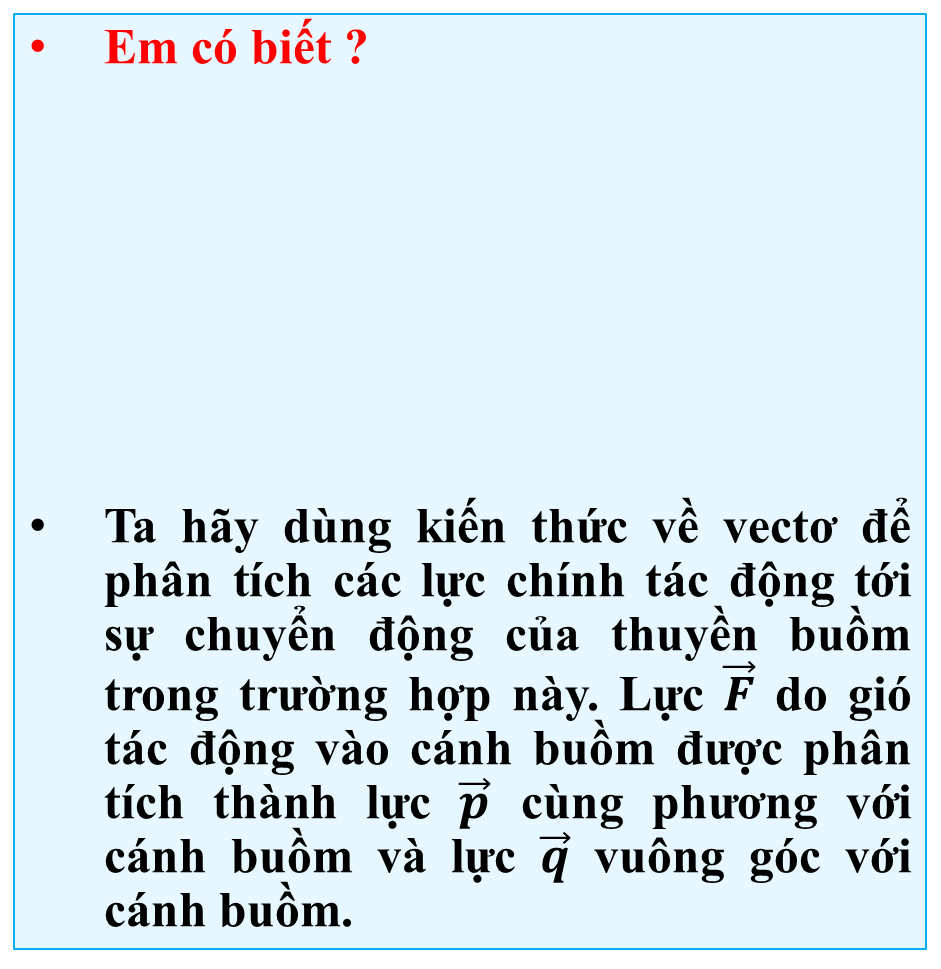 • Em có biết ?
• Ta hãy dùng kiến thức về vectơ để
phân tích các lực chính tác động tới
sự chuyển động của thuyền buồm
trong trường hợp này. Lực $\overrightarrow{F}$ do gió
tác động vào cánh buồm được phân
tích thành lực $\overrightarrow{p}$ cùng phương với
cánh buồm và lực $\overrightarrow{q}$ vuông góc với
cánh buồm.